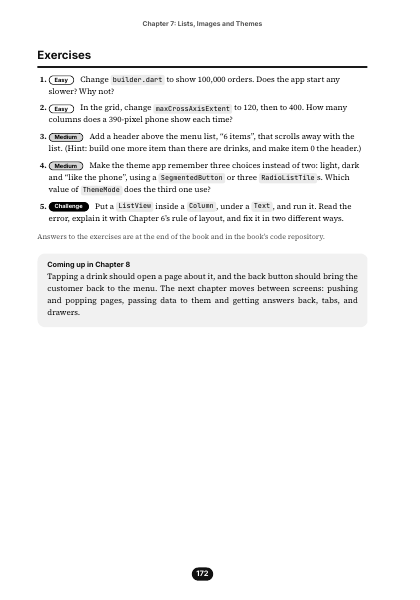 Chapter 7: Lists, Images and Themes
Exercises
1. Easy Change builder.dart to show 100,000 orders. Does the app start any
slower? Why not?
2. Easy In the grid, change maxCrossAxisExtent to 120, then to 400. How many
columns does a 390-pixel phone show each time?
3. Medium Add a header above the menu list, “6 items”, that scrolls away with the
list. (Hint: build one more item than there are drinks, and make item 0 the header.)
4. Medium Make the theme app remember three choices instead of two: light, dark
and “like the phone”, using a SegmentedButton or three RadioListTile s. Which
value of ThemeMode does the third one use?
5. Challenge Put a ListView inside a Column, under a Text, and run it. Read the
error, explain it with Chapter 6’s rule of layout, and fix it in two different ways.
Answers to the exercises are at the end of the book and in the book’s code repository.
Coming up in Chapter 8
Tapping a drink should open a page about it, and the back button should bring the
customer back to the menu. The next chapter moves between screens: pushing
and popping pages, passing data to them and getting answers back, tabs, and
drawers.
172